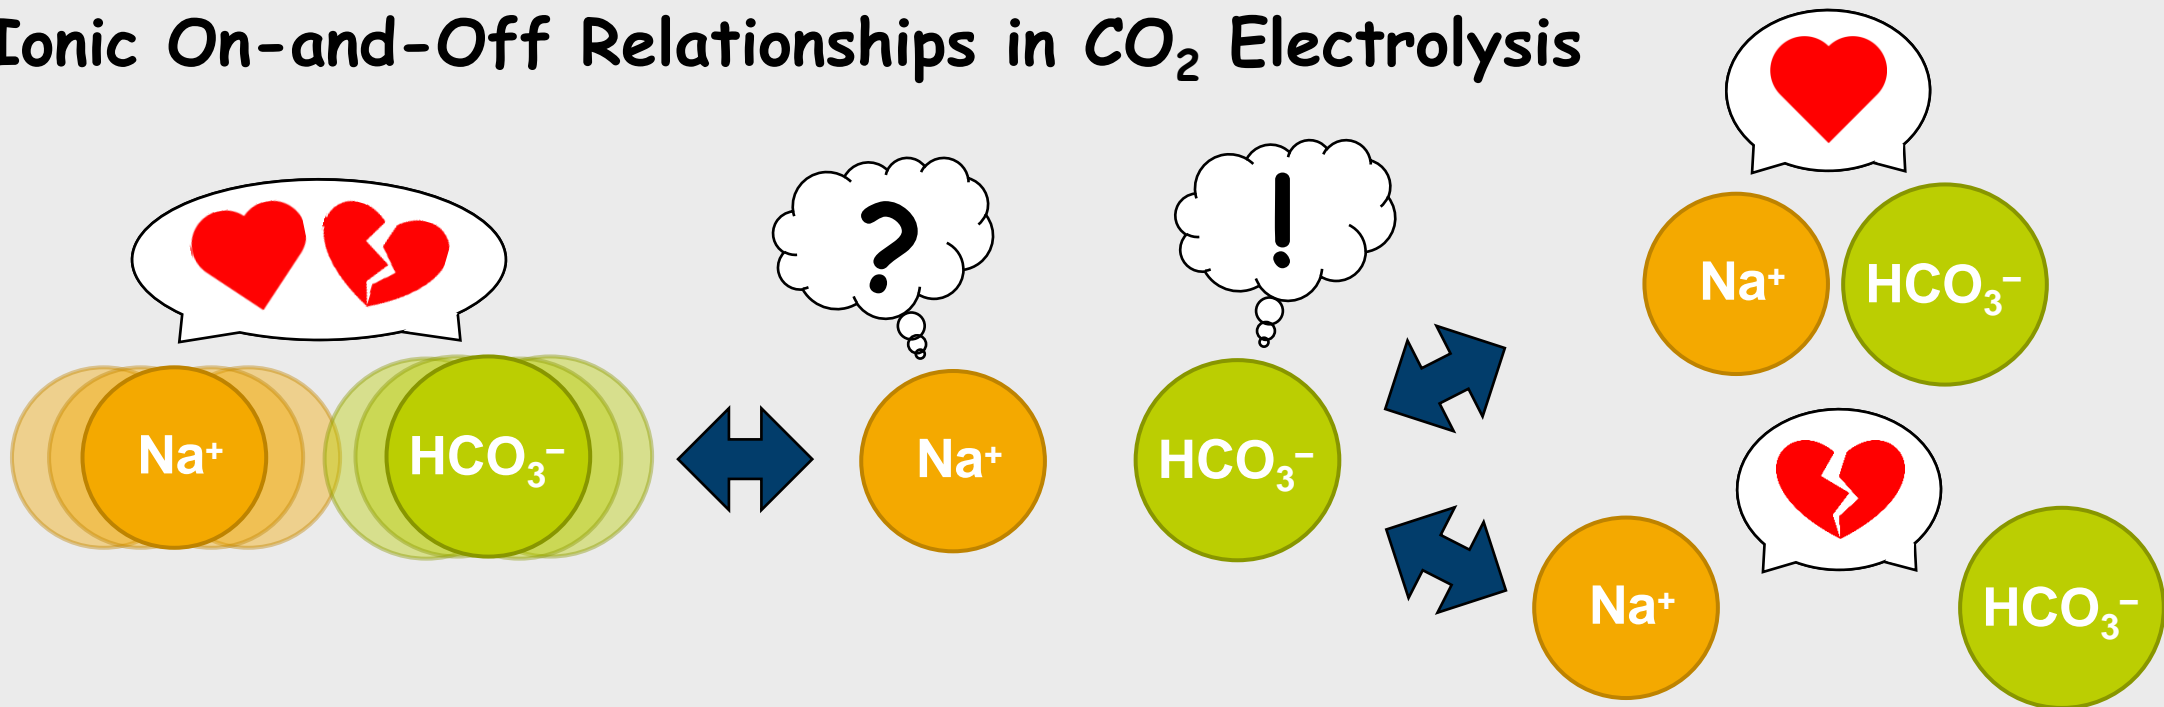 Ionic On-and-Off Relationships in CO₂ Electrolysis
?
!
Na⁺ HCO₃⁻
Na⁺ HCO₃⁻
Na⁺ HCO₃⁻
Na⁺ HCO₃⁻